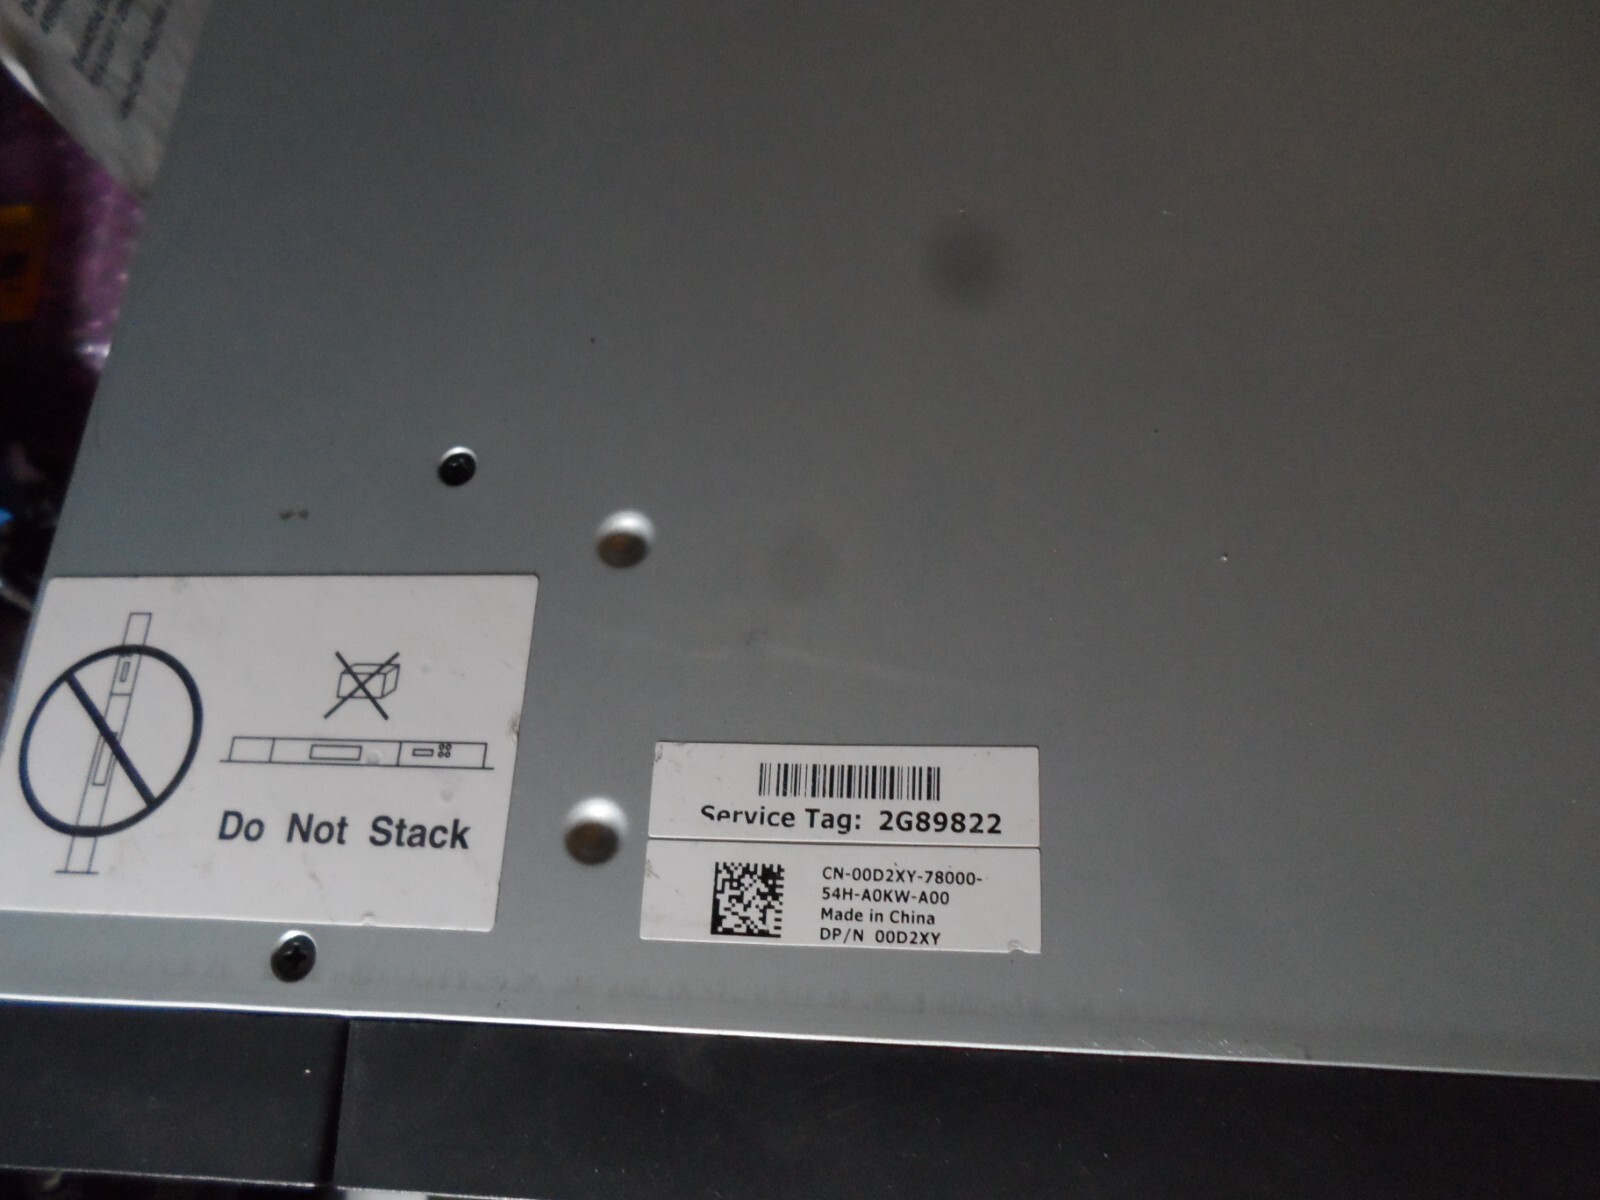 Do Not Stack
Service Tag: 2G89822
CN-00D2XY-78000-
54H-A0KW-A00
Made in China
DP/N 00D2XY